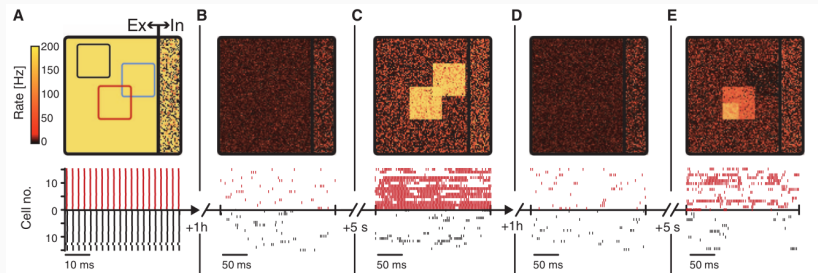 A
B
C
D
E
Ex
In
Rate [Hz]
200
150
100
50
0
Cell no.
10
0
10
+1h
+5 s
+1h
+5 s
10 ms
50 ms
50 ms
50 ms
50 ms